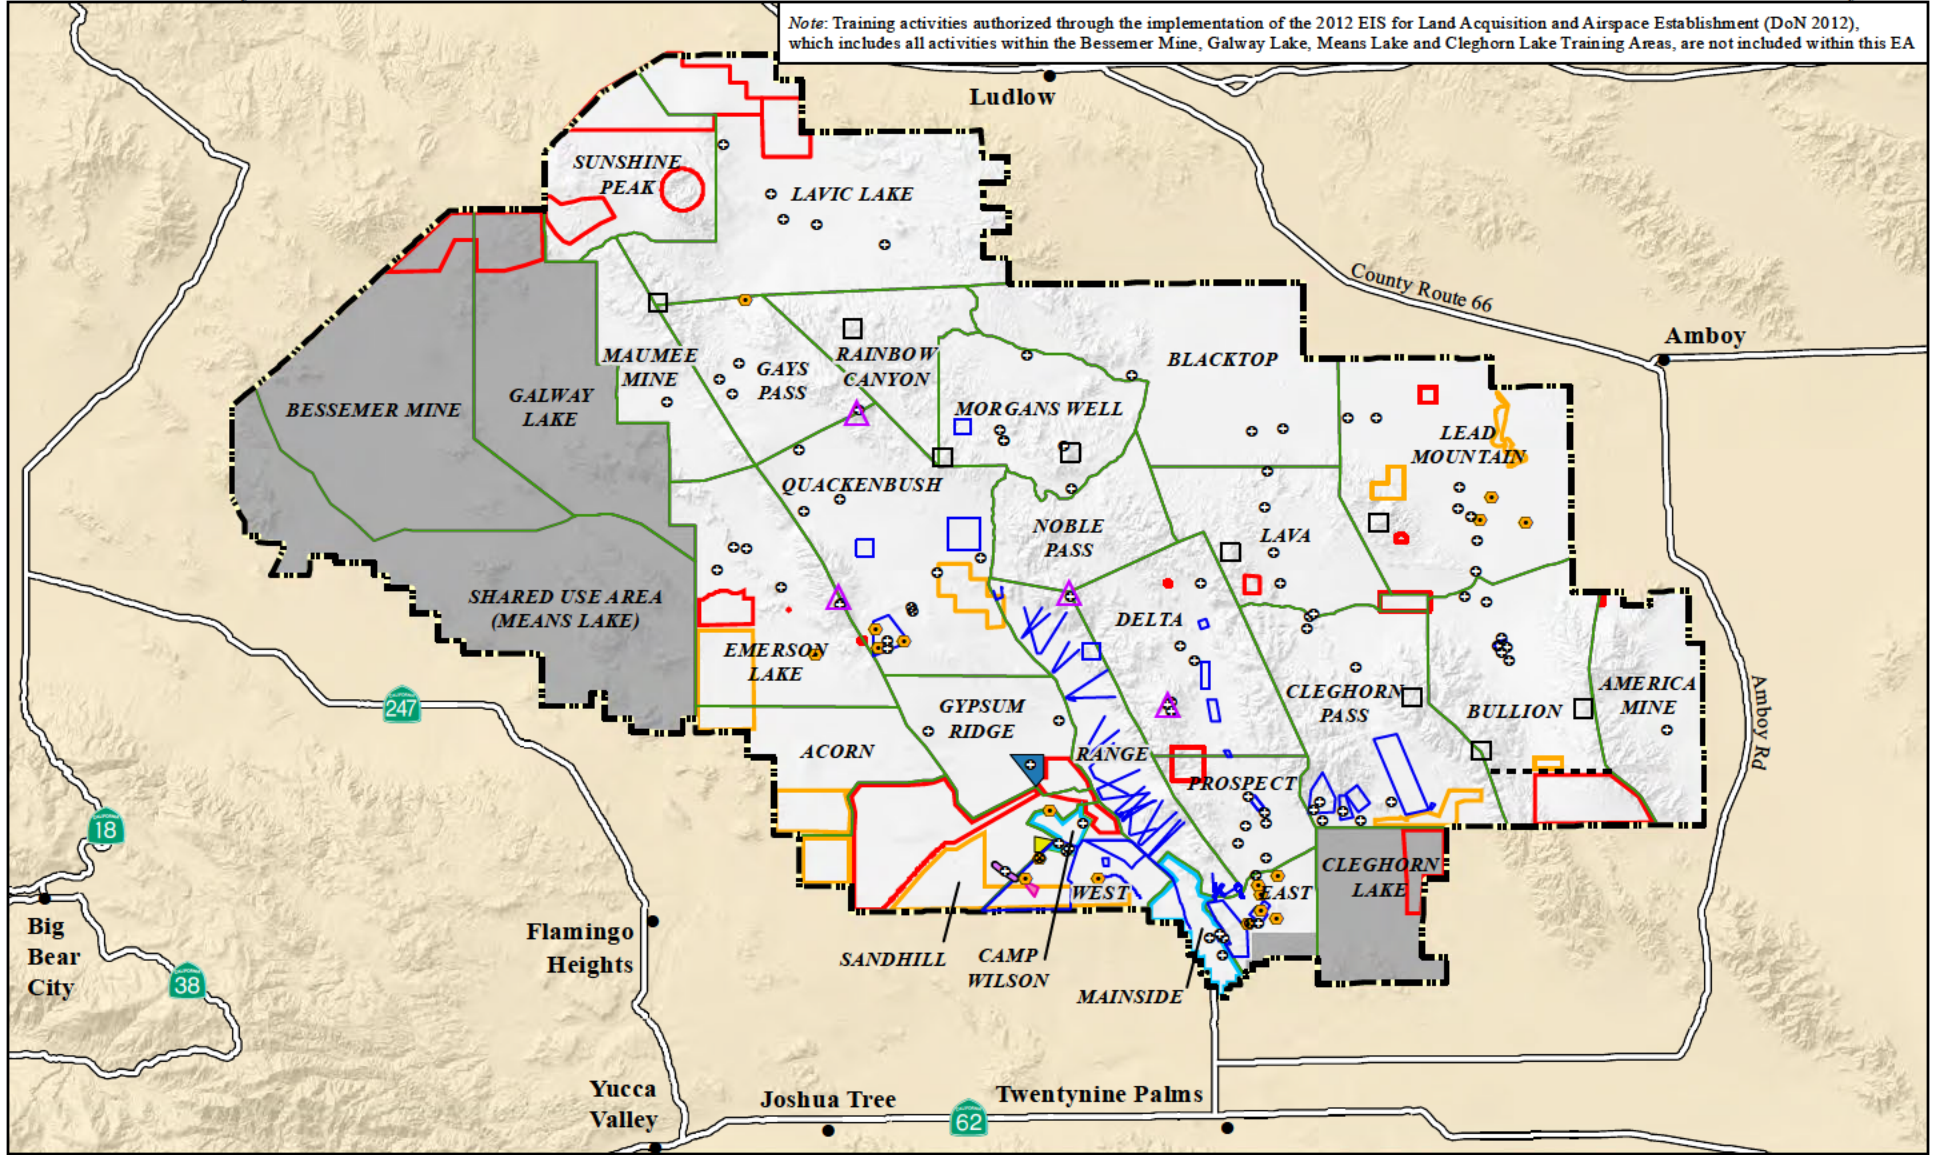 Note: Training activities authorized through the implementation of the 2012 EIS for Land Acquisition and Airspace Establishment (DoN 2012),
which includes all activities within the Bessemer Mine, Galway Lake, Means Lake and Cleghorn Lake Training Areas, are not included within this EA
Ludlow
SUNSHINE
PEAK
LAVIC LAKE
County Route 66
Amboy
MAUMEE
MINE
GAYS
PASS
RAINBOW
CANYON
BLACKTOP
BESSEMER MINE
GALWAY
LAKE
MORGANS WELL
LEAD
MOUNTAIN
QUACKENBUSH
NOBLE
PASS
LAVA
SHARED USE AREA
(MEANS LAKE)
DELTA
EMERSON
LAKE
CLEGHORN
PASS
AMERICA
MINE
BULLION
Amboy Rd
CALIFORNIA
247
GYPSUM
RIDGE
ACORN
RANGE
PROSPECT
CALIFORNIA
18
CLEGHORN
LAKE
WEST
EAST
Big
Bear
City
Flamingo
Heights
SANDHILL
CAMP
WILSON
MAINSIDE
CALIFORNIA
38
Yucca
Valley
Joshua Tree
CALIFORNIA
62
Twentynine Palms